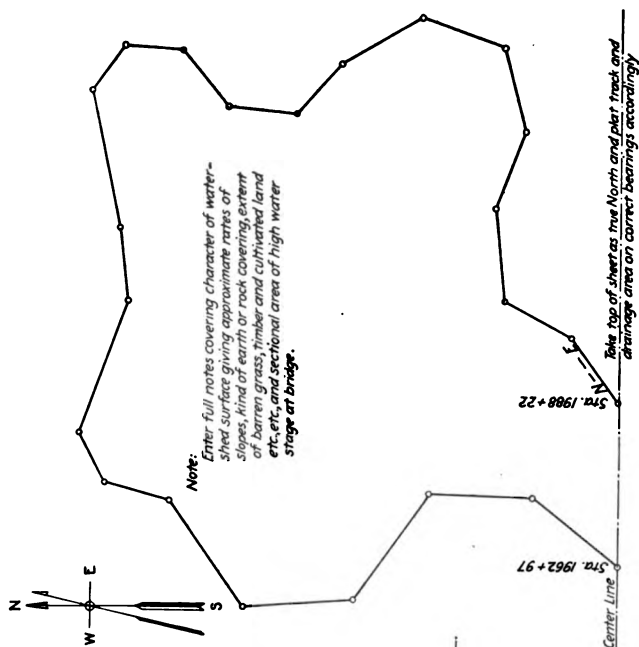 N
W E
S
Note:
Enter full notes covering character of water-
shed surface giving approximate rates of
slopes, kind of earth or rock covering, extent
of barren grass, timber and cultivated land
etc., etc., and sectional area of high water
stage at bridge.
N--E
Sta. 1962+97
Sta. 1988+22
Center Line
Take top of sheet as true North and plat track and
drainage area on correct bearings accordingly